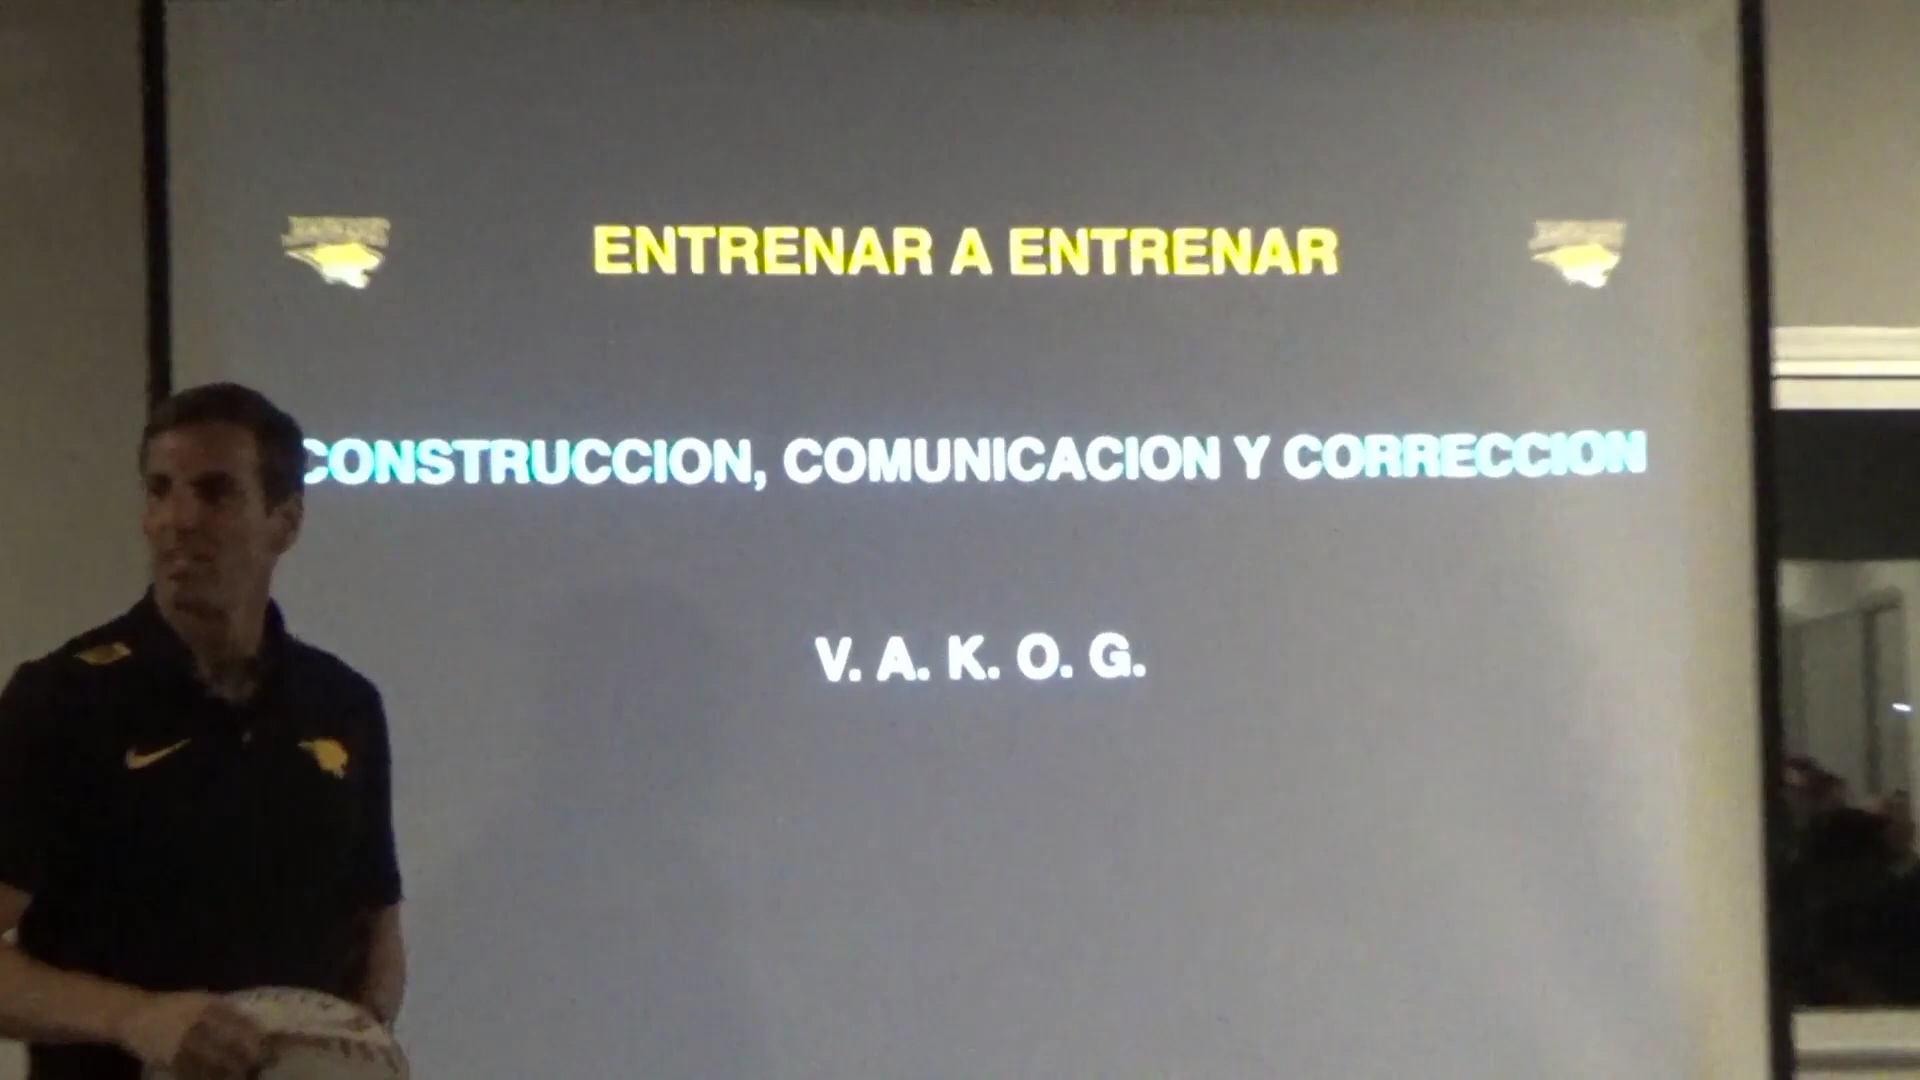 ENTRENAR A ENTRENAR
CONSTRUCCION, COMUNICACION Y CORRECCION
V. A. K. O. G.